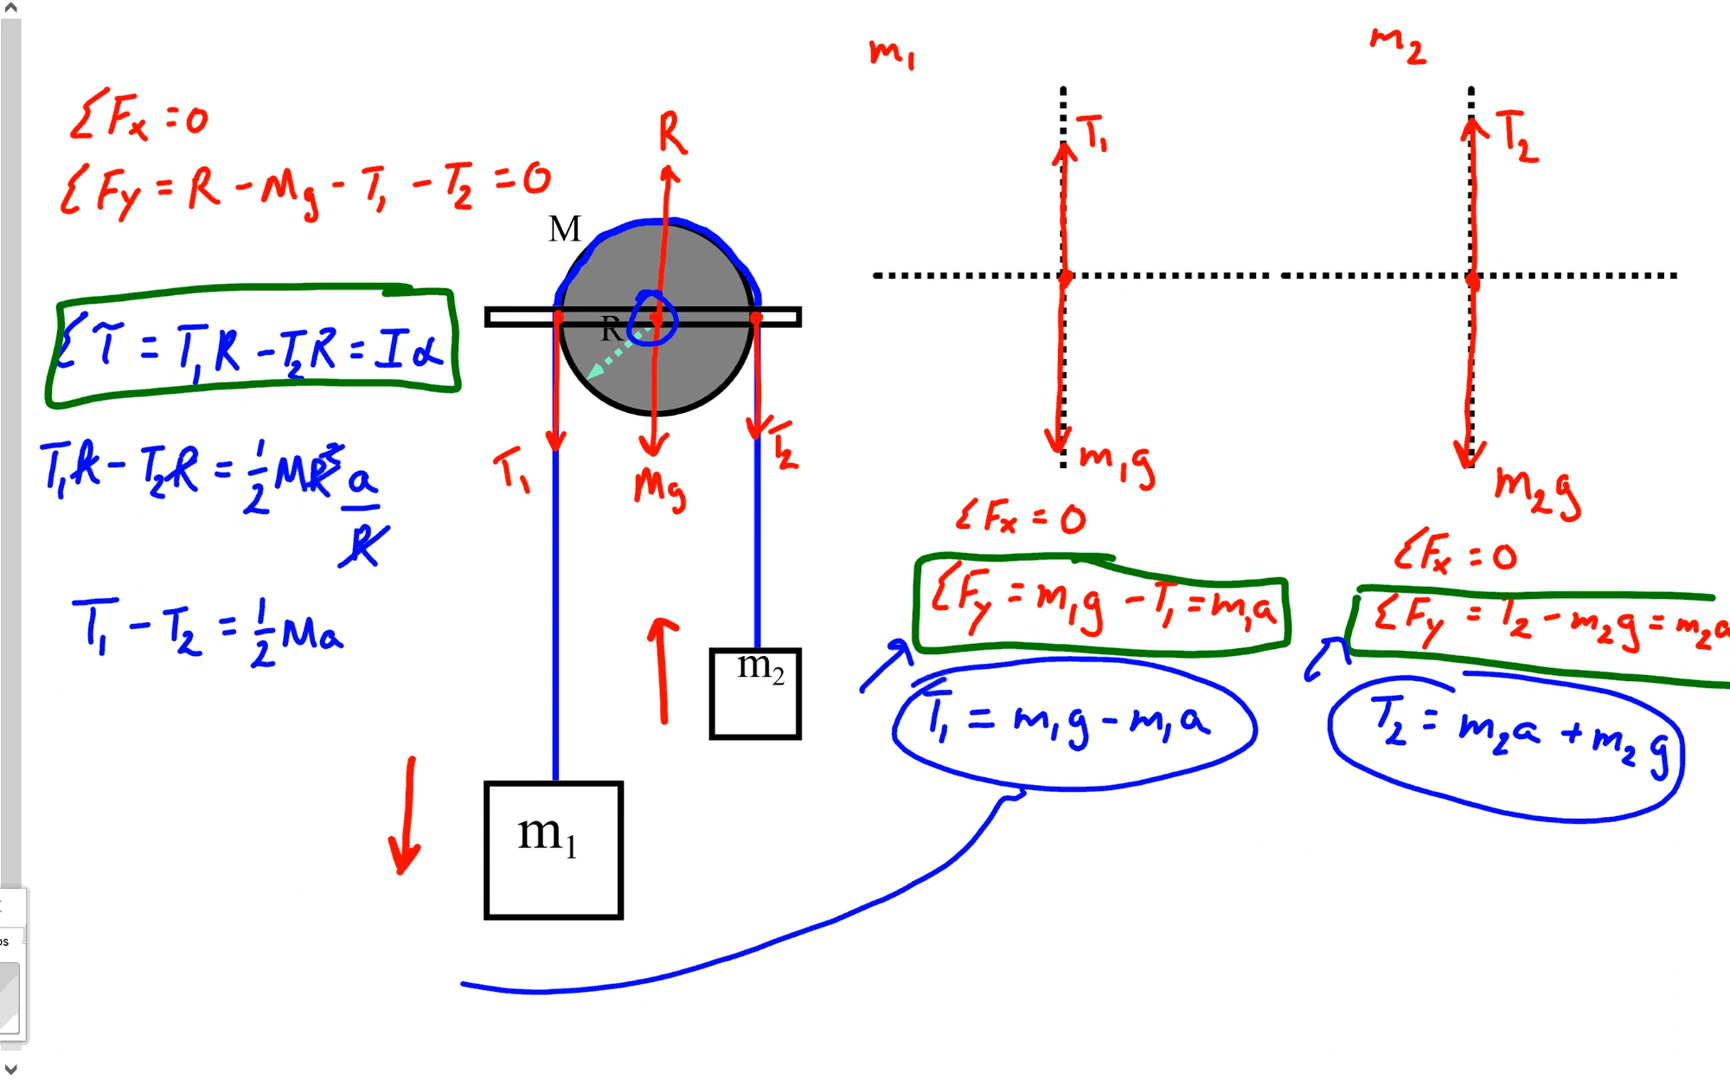 ΣFx = 0
ΣFy = R - Mg - T1 - T2 = 0
Στ = T1R - T2R = Iα
T1R - T2R = 1/2 MR² a/R
T1 - T2 = 1/2 Ma
R
M
R
T1
Mg
T2
m2
m1
m1
T1
m1g
ΣFx = 0
ΣFy = m1g - T1 = m1a
T1 = m1g - m1a
m2
T2
m2g
ΣFx = 0
ΣFy = T2 - m2g = m2a
T2 = m2a + m2g